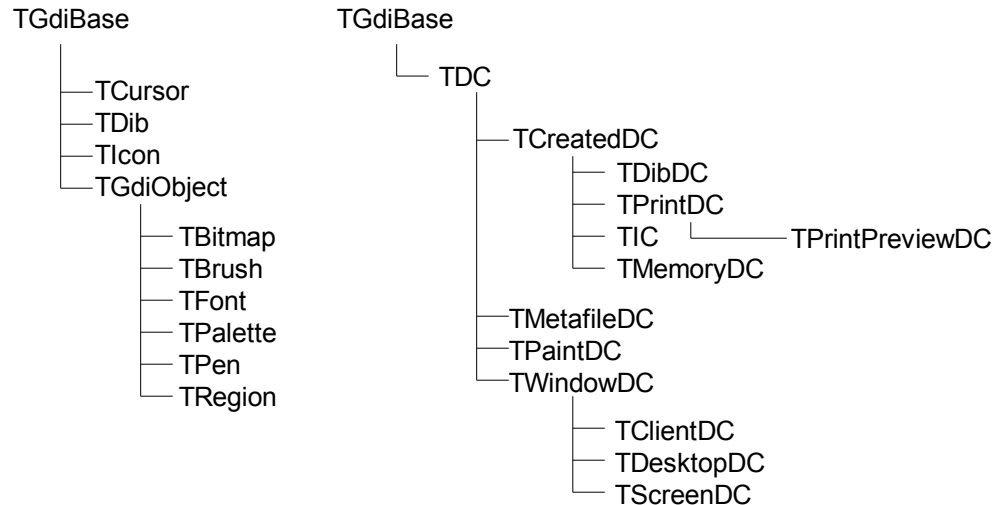 TGdiBase
TCursor
TDib
TIcon
TGdiObject
TBitmap
TBrush
TFont
TPalette
TPen
TRegion
TGdiBase
TDC
TCreatedDC
TDibDC
TPrintDC
TPrintPreviewDC
TIC
TMemoryDC
TMetafileDC
TPaintDC
TWindowDC
TClientDC
TDesktopDC
TScreenDC